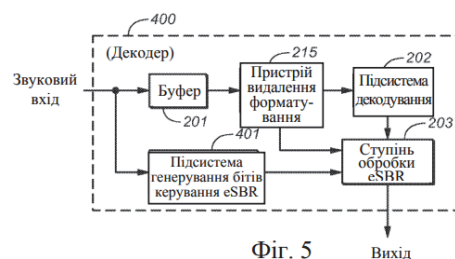 400
(Декодер)
Звуковий
вхід
Буфер
201
215
Пристрій
видалення
формату-
вання
202
Підсистема
декодування
203
Ступінь
обробки
eSBR
401
Підсистема
генерування бітів
керування eSBR
Фіг. 5
Вихід